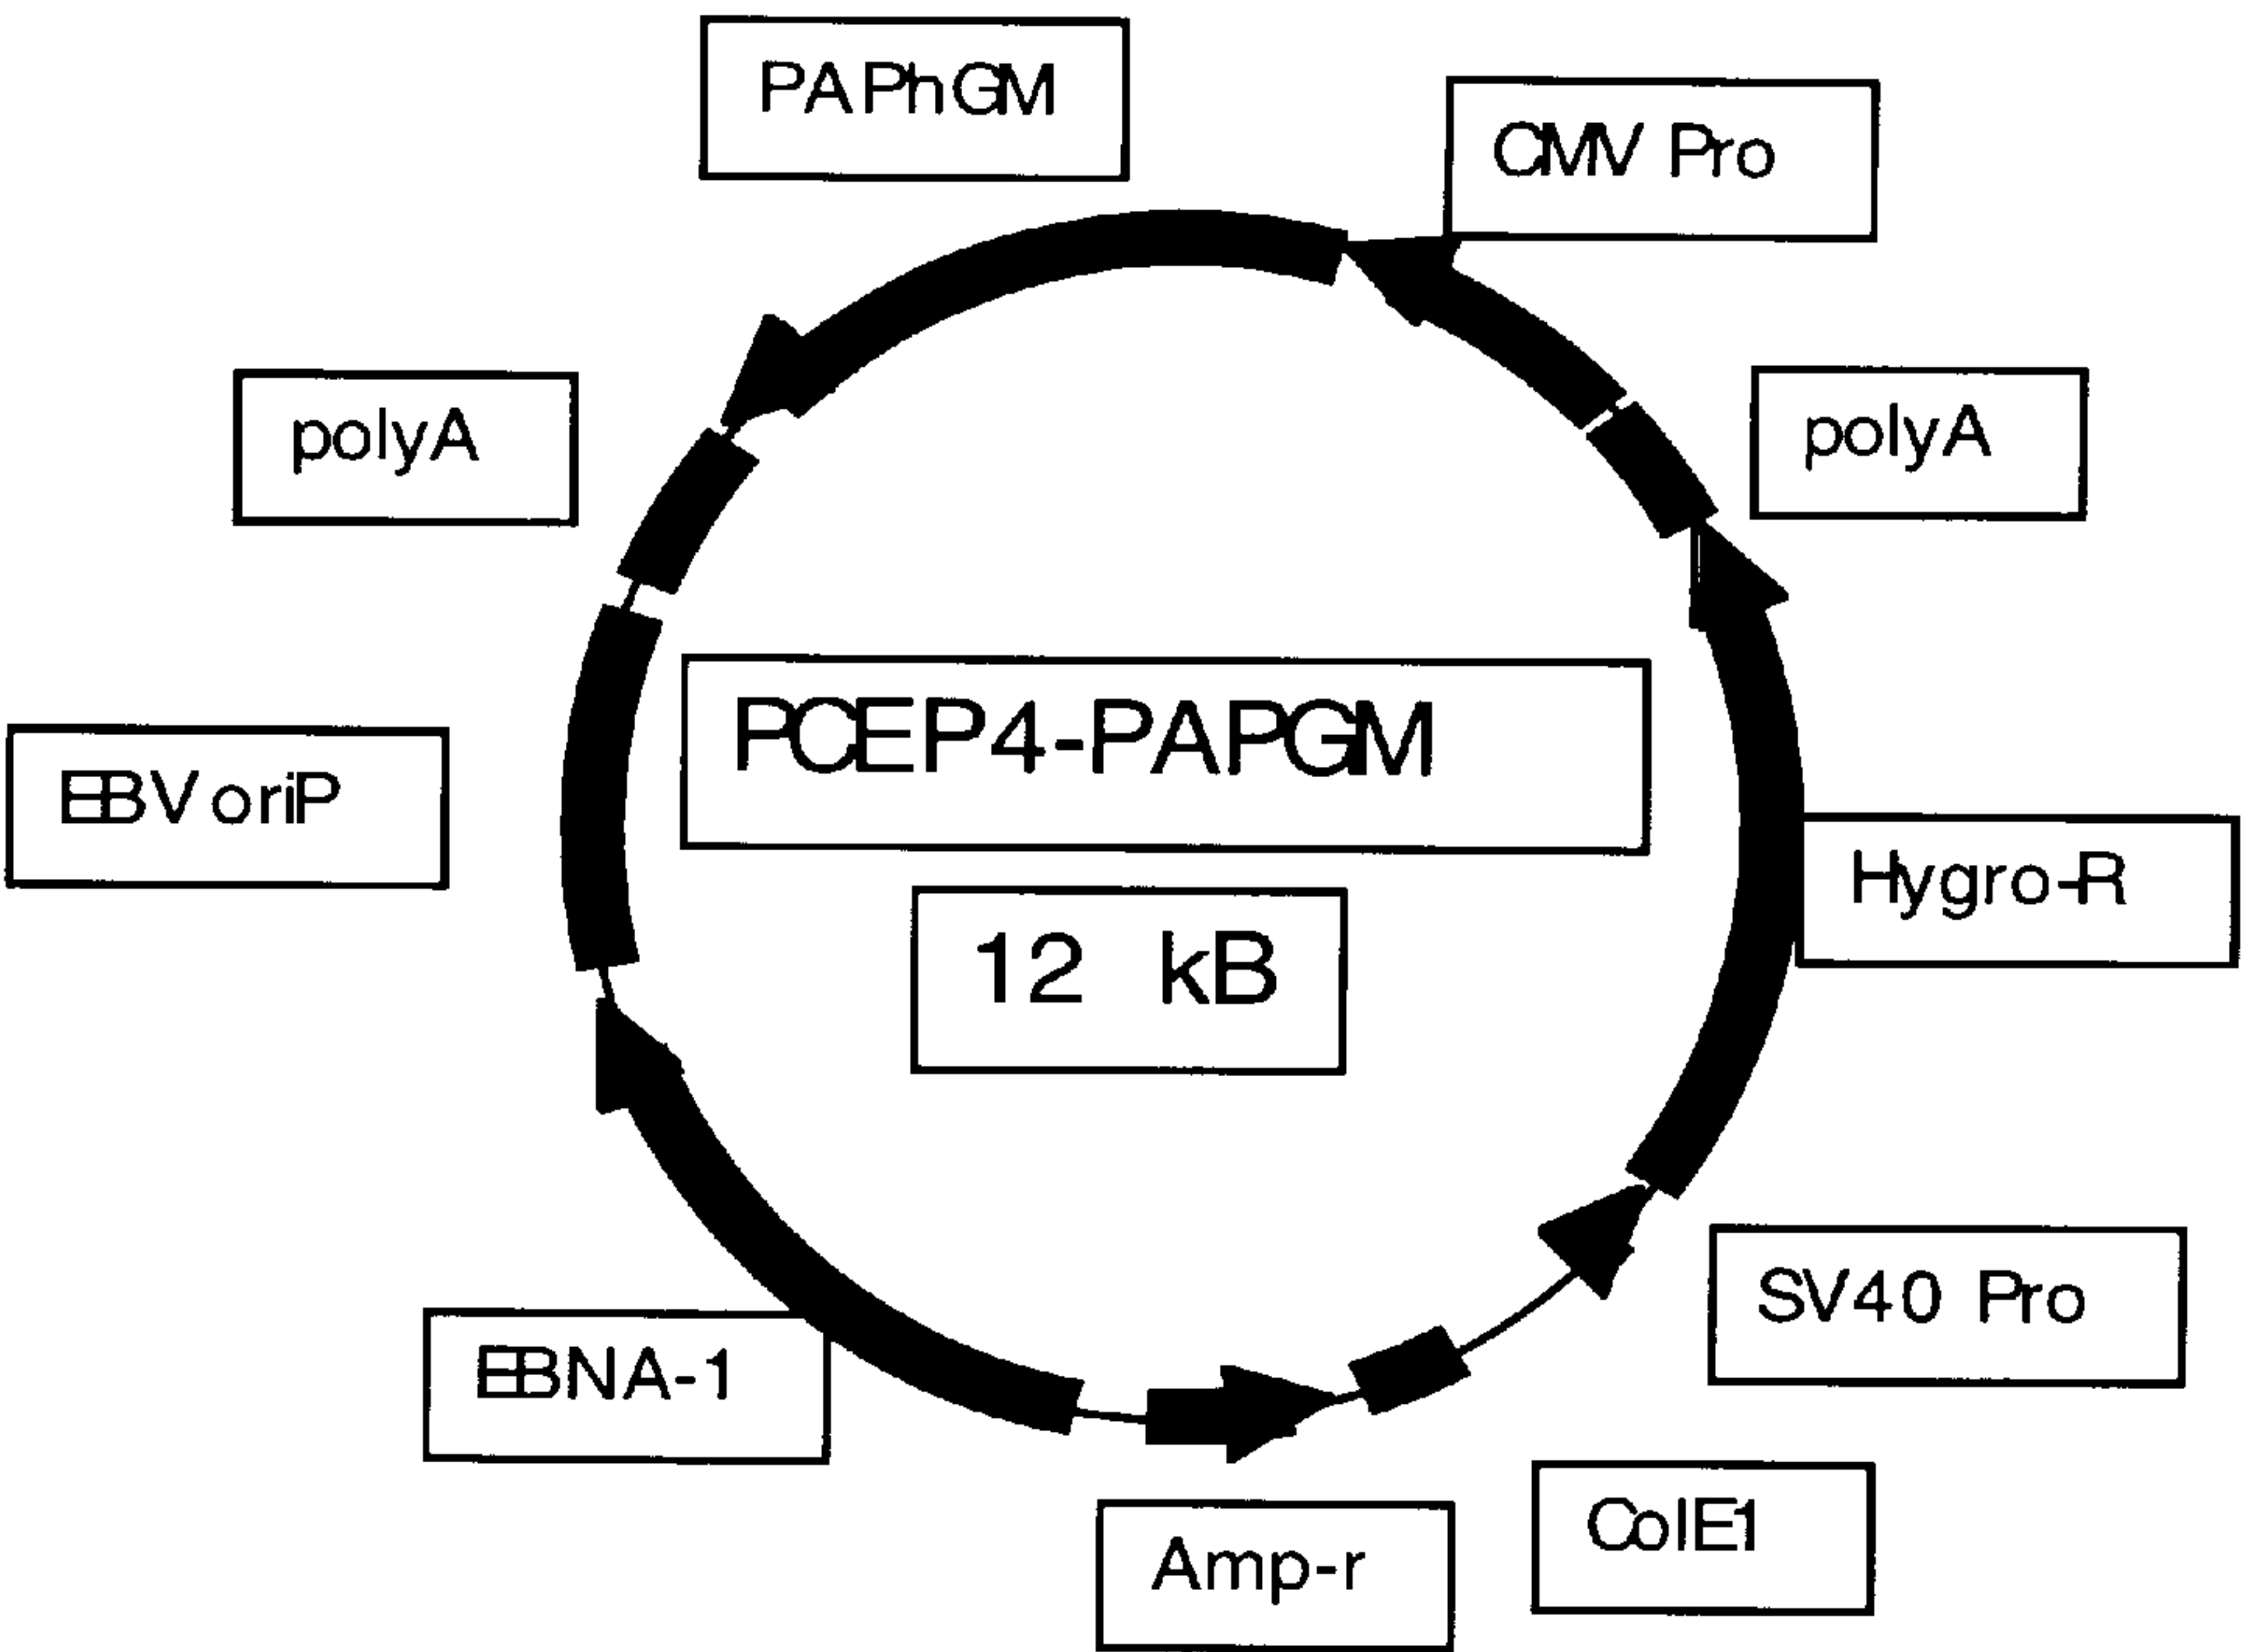 PAPhGM
CMV Pro
polyA
polyA
PCEP4-PAPGM
EBV oriP
Hygro-R
12 kB
SV40 Pro
EBNA-1
ColE1
Amp-r